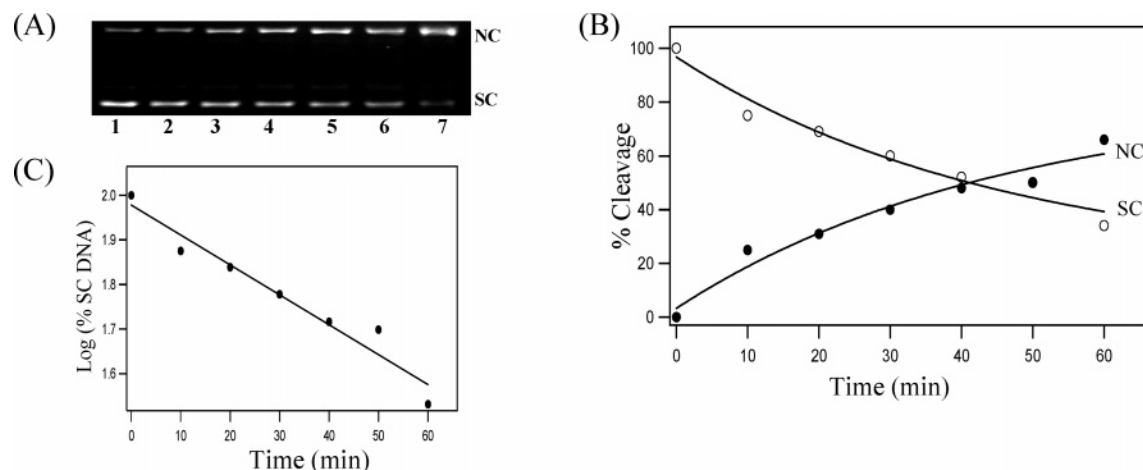 (A)
NC
SC
1 2 3 4 5 6 7
(B)
% Cleavage
100
80
60
40
20
0
NC
SC
0 10 20 30 40 50 60
Time (min)
(C)
Log (% SC DNA)
2.0
1.9
1.8
1.7
1.6
0 10 20 30 40 50 60
Time (min)